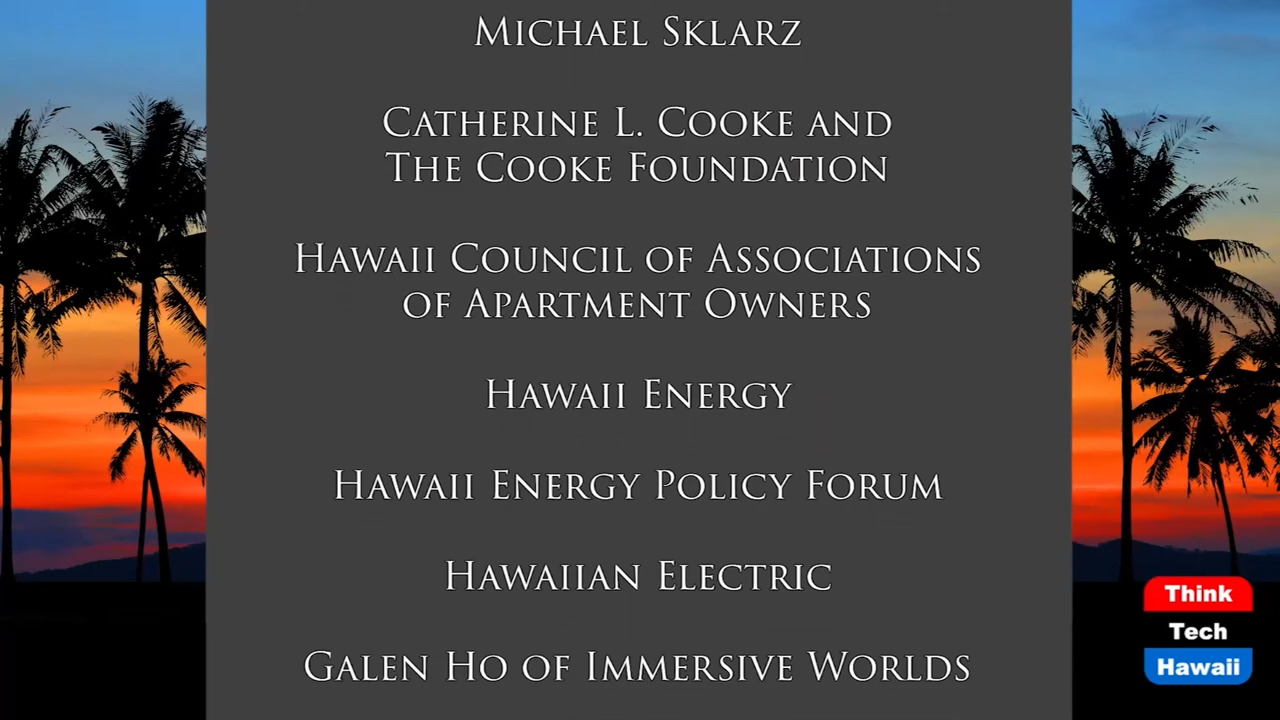 Michael Sklarz
Catherine L. Cooke and
The Cooke Foundation
Hawaii Council of Associations
of Apartment Owners
Hawaii Energy
Hawaii Energy Policy Forum
Hawaiian Electric
Galen Ho of Immersive Worlds
Think
Tech
Hawaii